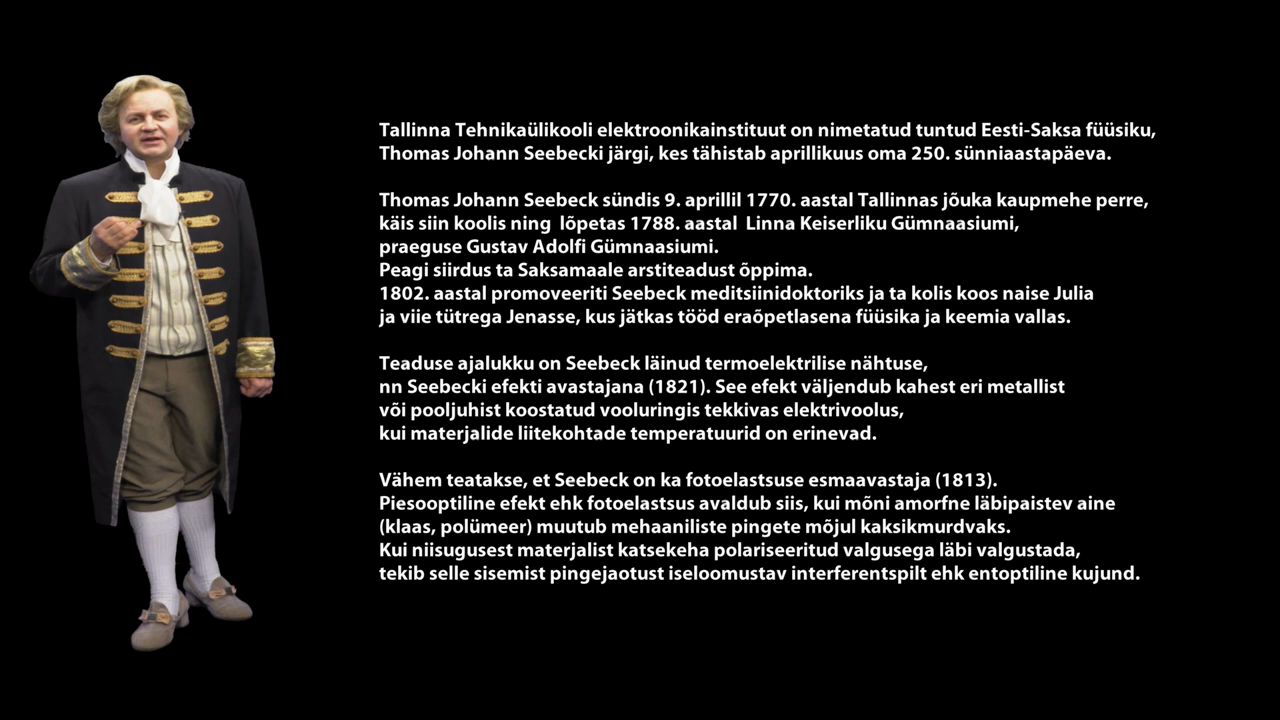 Tallinna Tehnikaülikooli elektroonikainstituut on nimetatud tuntud Eesti-Saksa füüsiku,
Thomas Johann Seebecki järgi, kes tähistab aprillikuus oma 250. sünniaastapäeva.
Thomas Johann Seebeck sündis 9. aprillil 1770. aastal Tallinnas jõuka kaupmehe perre,
käis siin koolis ning lõpetas 1788. aastal Linna Keiserliku Gümnaasiumi,
praeguse Gustav Adolfi Gümnaasiumi.
Peagi siirdus ta Saksamaale arstiteadust õppima.
1802. aastal promoveeriti Seebeck meditsiinidoktoriks ja ta kolis koos naise Julia
ja viie tütrega Jenasse, kus jätkas tööd eraõpetlasena füüsika ja keemia vallas.
Teaduse ajalukku on Seebeck läinud termoelektrilise nähtuse,
nn Seebecki efekti avastajana (1821). See efekt väljendub kahest eri metallist
või pooljuhist koostatud vooluringis tekkivas elektrivoolus,
kui materjalide liitekohtade temperatuurid on erinevad.
Vähem teatakse, et Seebeck on ka fotoelastsuse esmaavastaja (1813).
Piesooptiline efekt ehk fotoelastsus avaldub siis, kui mõni amorfne läbipaistev aine
(klaas, polümeer) muutub mehaaniliste pingete mõjul kaksikmurdvaks.
Kui niisugusest materjalist katsekeha polariseeritud valgusega läbi valgustada,
tekib selle sisemist pingejaotust iseloomustav interferentspilt ehk entoptiline kujund.